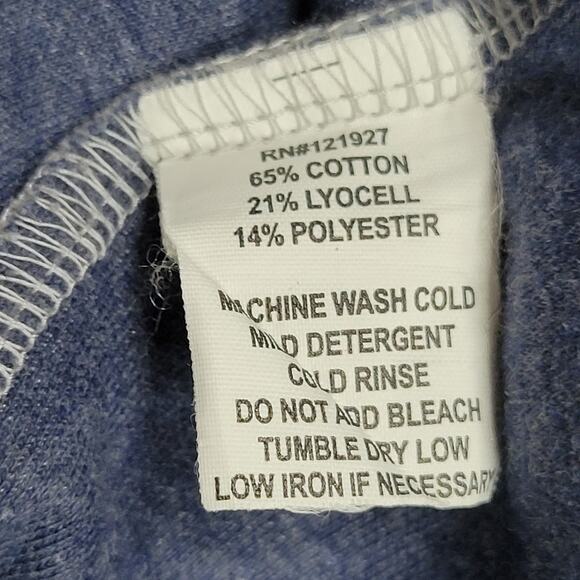 RN#121927
65% COTTON
21% LYOCELL
14% POLYESTER
MACHINE WASH COLD
MILD DETERGENT
COLD RINSE
DO NOT ADD BLEACH
TUMBLE DRY LOW
LOW IRON IF NECESSARY